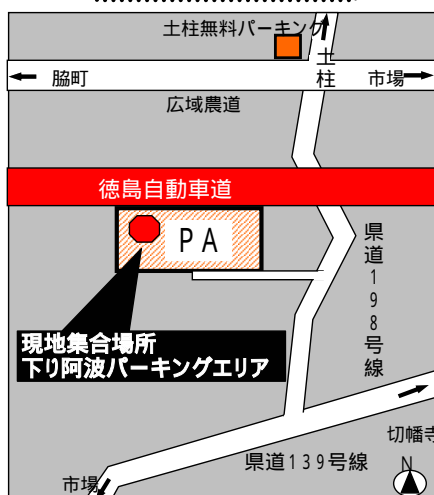 土柱無料パーキング
土柱
脇町
市場
広域農道
徳島自動車道
PA
県道198号線
現地集合場所
下り阿波パーキングエリア
切幡寺
県道139号線
N
市場